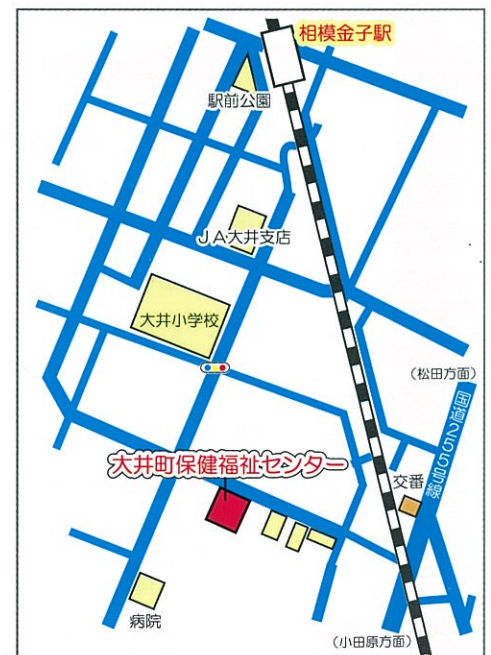 相模金子駅
駅前公園
JA大井支店
大井小学校
(松田方面)
国道255号線
大井町保健福祉センター
交番
病院
(小田原方面)